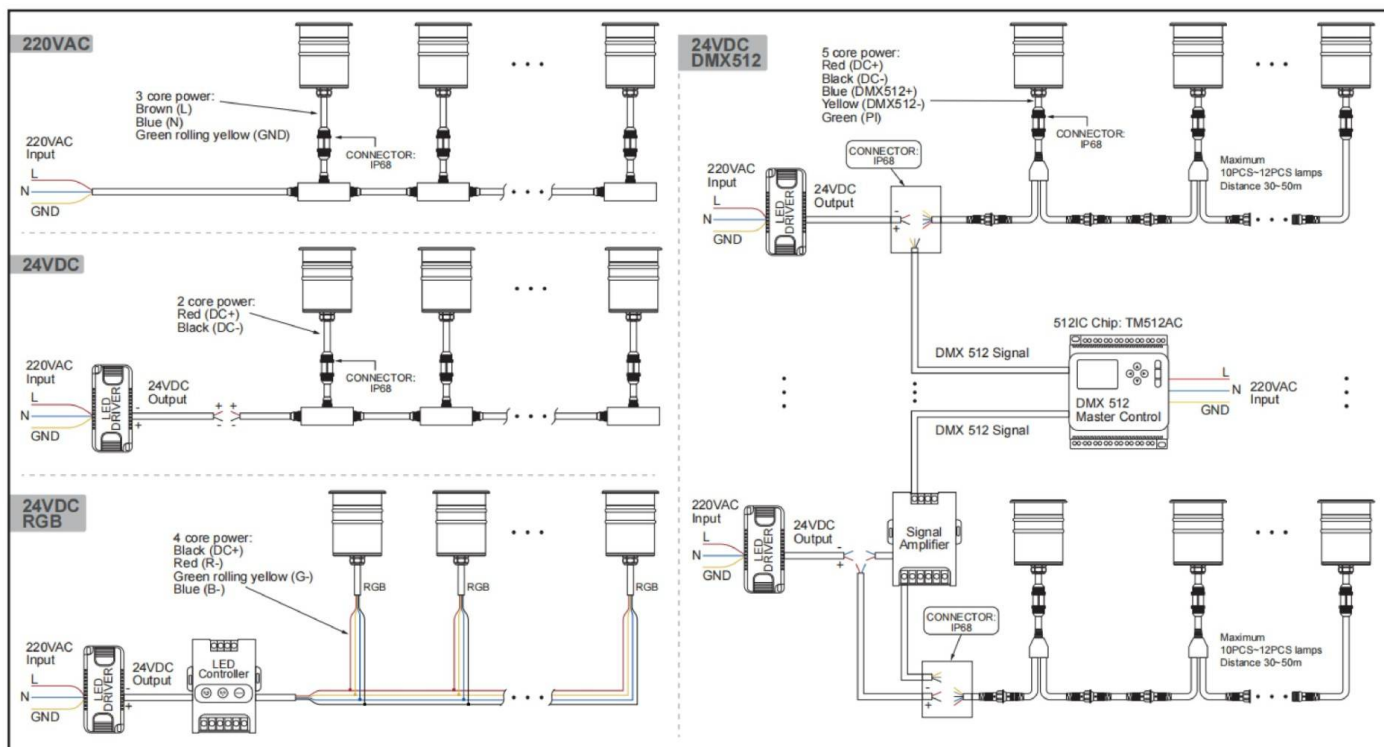 220VAC
3 core power:
Brown (L)
Blue (N)
Green rolling yellow (GND)
CONNECTOR:
IP68
220VAC
Input
L
N
GND
24VDC
2 core power:
Red (DC+)
Black (DC-)
CONNECTOR:
IP68
220VAC
Input
L
N
GND
LED
DRIVER
-
+
24VDC
Output
+
-
+
-
24VDC
RGB
4 core power:
Black (DC+)
Red (R-)
Green rolling yellow (G-)
Blue (B-)
RGB
RGB
RGB
220VAC
Input
L
N
GND
LED
DRIVER
-
+
24VDC
Output
LED
Controller
24VDC
DMX512
5 core power:
Red (DC+)
Black (DC-)
Blue (DMX512+)
Yellow (DMX512-)
Green (PI)
CONNECTOR:
IP68
CONNECTOR:
IP68
Maximum
10PCS~12PCS lamps
Distance 30~50m
220VAC
Input
L
N
GND
LED
DRIVER
24VDC
Output
-
+
512IC Chip: TM512AC
DMX 512 Signal
DMX 512
Master Control
L
N
GND
220VAC
Input
DMX 512 Signal
220VAC
Input
L
N
GND
LED
DRIVER
24VDC
Output
-
+
Signal
Amplifier
CONNECTOR:
IP68
-
+
Maximum
10PCS~12PCS lamps
Distance 30~50m